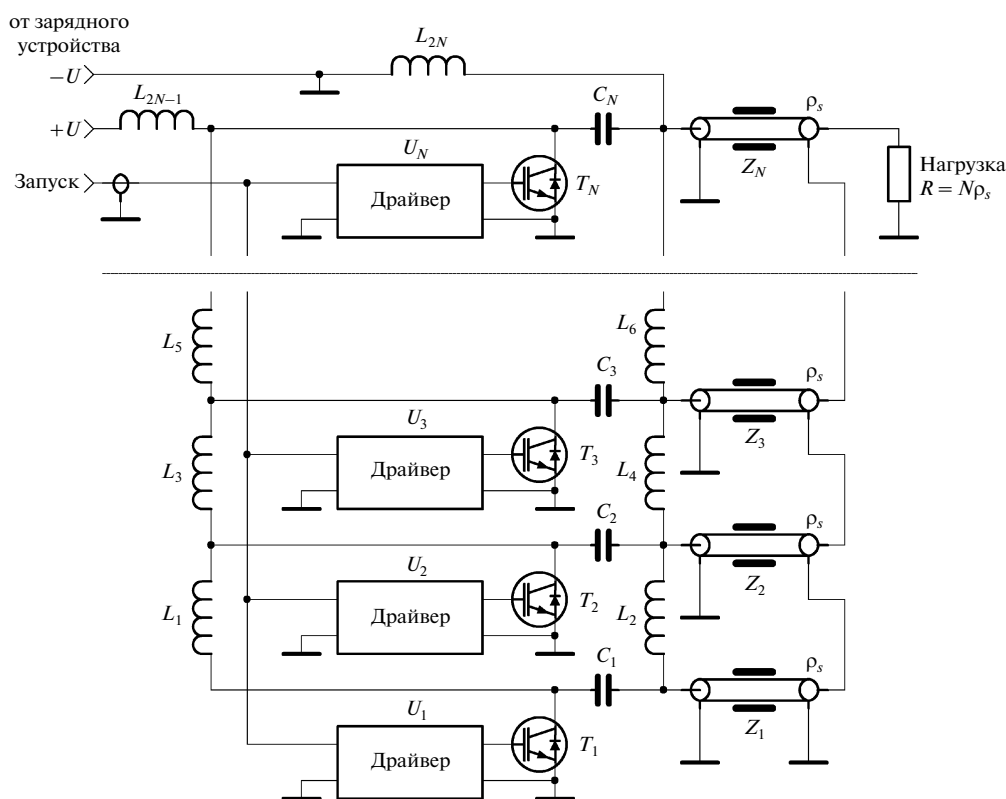 от зарядного
устройства
−U
L2N
L2N−1
+U
CN
ρs
Запуск
UN
Драйвер
TN
ZN
Нагрузка
R = Nρs
L5
L6
C3
ρs
U3
Драйвер
T3
Z3
L3
L4
C2
ρs
U2
Драйвер
T2
Z2
L1
L2
C1
ρs
U1
Драйвер
T1
Z1